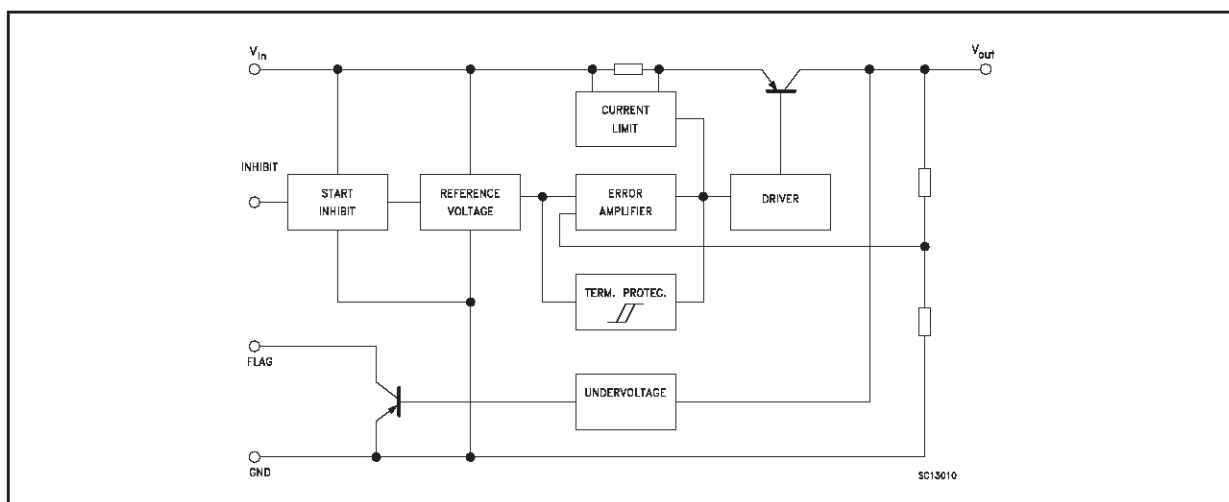 Vin
Vout
CURRENT
LIMIT
INHIBIT
START
INHIBIT
REFERENCE
VOLTAGE
ERROR
AMPLIFIER
DRIVER
TERM. PROTEC.
FLAG
UNDERVOLTAGE
GND
SC13010